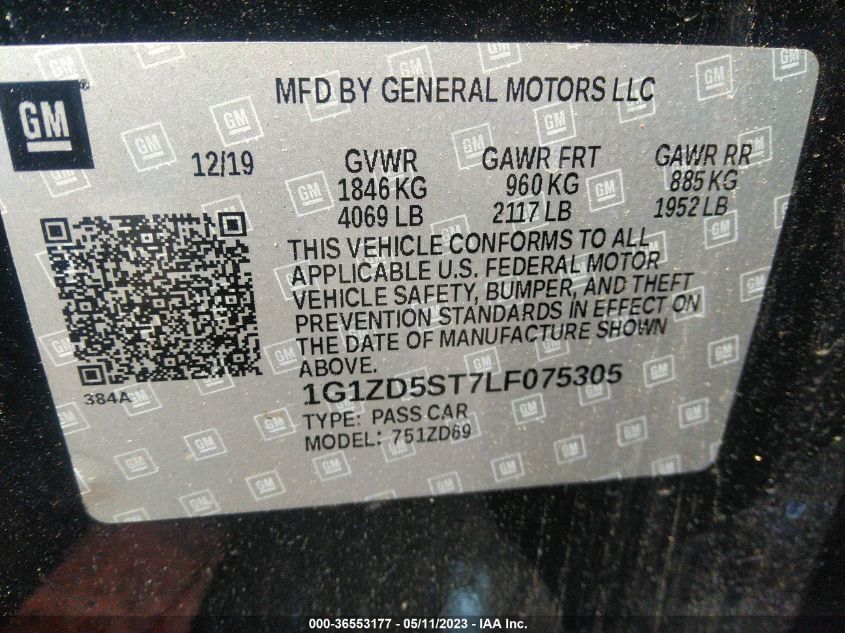 GM
MFD BY GENERAL MOTORS LLC
12/19
GVWR GAWR FRT GAWR RR
1846 KG 960 KG 885 KG
4069 LB 2117 LB 1952 LB
THIS VEHICLE CONFORMS TO ALL
APPLICABLE U.S. FEDERAL MOTOR
VEHICLE SAFETY, BUMPER, AND THEFT
PREVENTION STANDARDS IN EFFECT ON
THE DATE OF MANUFACTURE SHOWN
ABOVE.
384A
1G1ZD5ST7LF075305
TYPE: PASS CAR
MODEL: 751ZD69
000-36553177 - 05/11/2023 - IAA Inc.